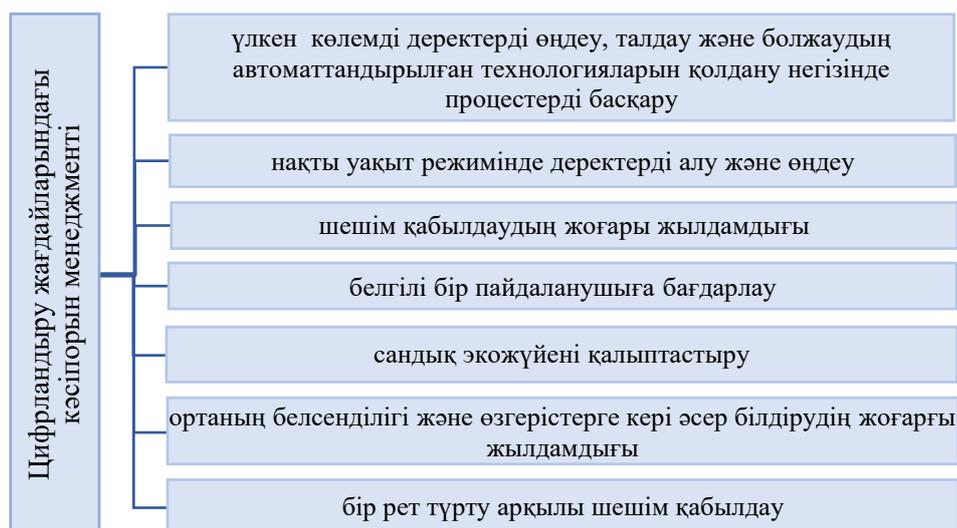 Цифрландыру жағдайларындағы
кәсіпорын менеджменті
үлкен көлемді деректерді өңдеу, талдау және болжаудың
автоматтандырылған технологияларын қолдану негізінде
процестерді басқару
нақты уақыт режимінде деректерді алу және өңдеу
шешім қабылдаудың жоғары жылдамдығы
белгілі бір пайдаланушыға бағдарлау
сандық экожүйені қалыптастыру
ортаның белсенділігі және өзгерістерге кері әсер білдірудің жоғарғы
жылдамдығы
бір рет түрту арқылы шешім қабылдау